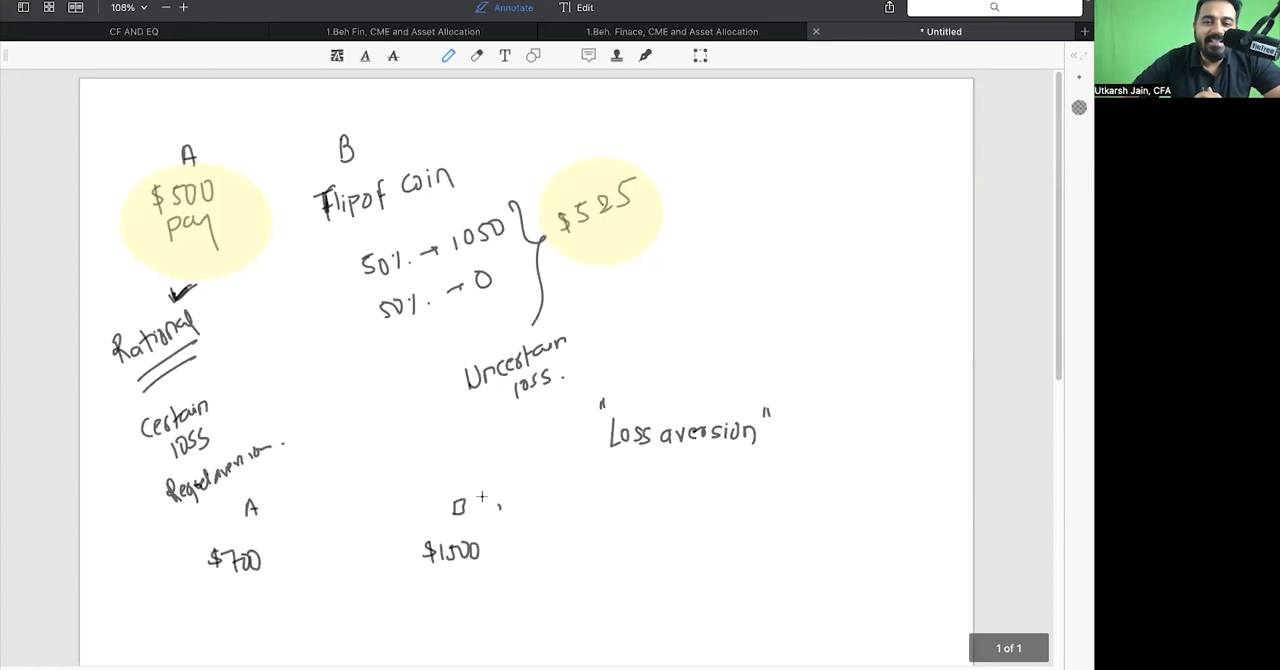 108%
Annotate
Edit
CF AND EQ
1.Beh Fin, CME and Asset Allocation
1.Beh. Finace, CME and Asset Allocation
* Untitled
Utkarsh Jain, CFA
FINTREE
A
$500
pay
Rational
Certain
loss
aversion.
B
Flip of coin
50% → 1050
50% → 0
$525
Uncertain
loss.
"Loss aversion"
A
B
$700
$1500
1 of 1